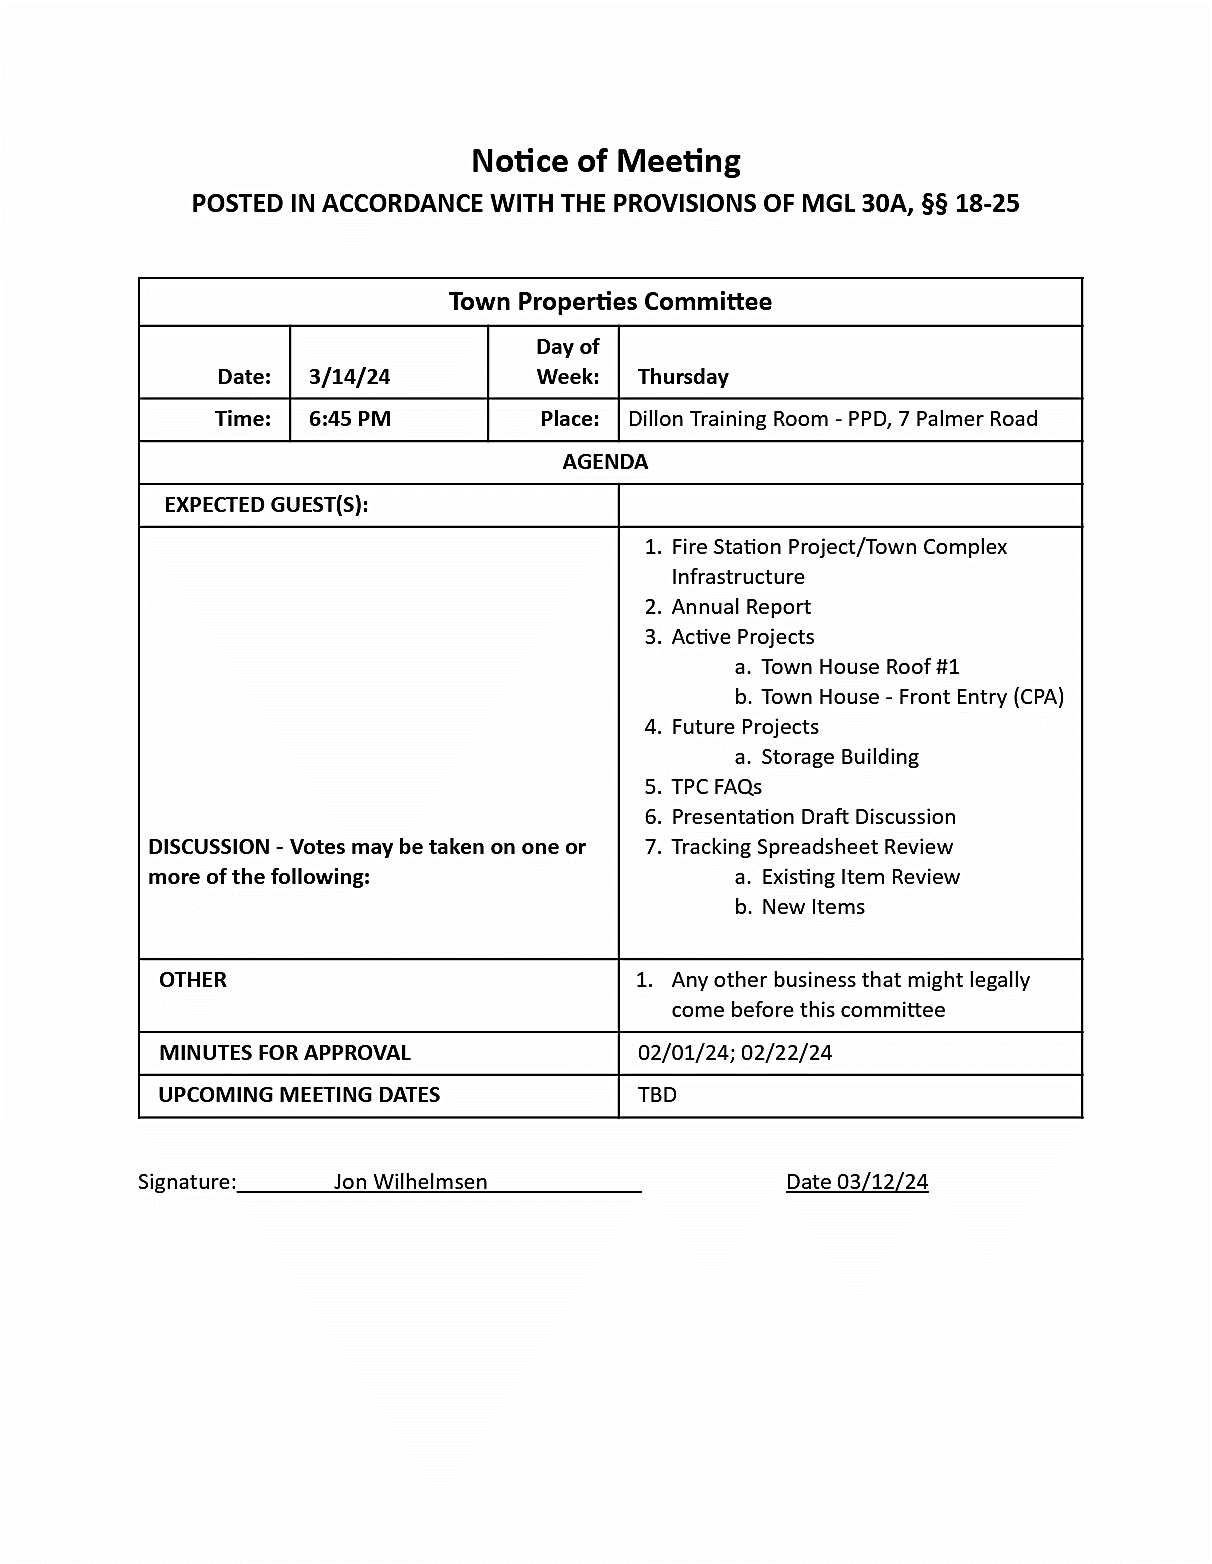 Notice of Meeting
POSTED IN ACCORDANCE WITH THE PROVISIONS OF MGL 30A, §§ 18-25
Town Properties Committee
Date: 3/14/24 Day of Week: Thursday
Time: 6:45 PM Place: Dillon Training Room - PPD, 7 Palmer Road
AGENDA
EXPECTED GUEST(S):
DISCUSSION - Votes may be taken on one or
more of the following:
1. Fire Station Project/Town Complex
Infrastructure
2. Annual Report
3. Active Projects
a. Town House Roof #1
b. Town House - Front Entry (CPA)
4. Future Projects
a. Storage Building
5. TPC FAQs
6. Presentation Draft Discussion
7. Tracking Spreadsheet Review
a. Existing Item Review
b. New Items
OTHER
1. Any other business that might legally
come before this committee
MINUTES FOR APPROVAL 02/01/24; 02/22/24
UPCOMING MEETING DATES TBD
Signature: Jon Wilhelmsen Date 03/12/24